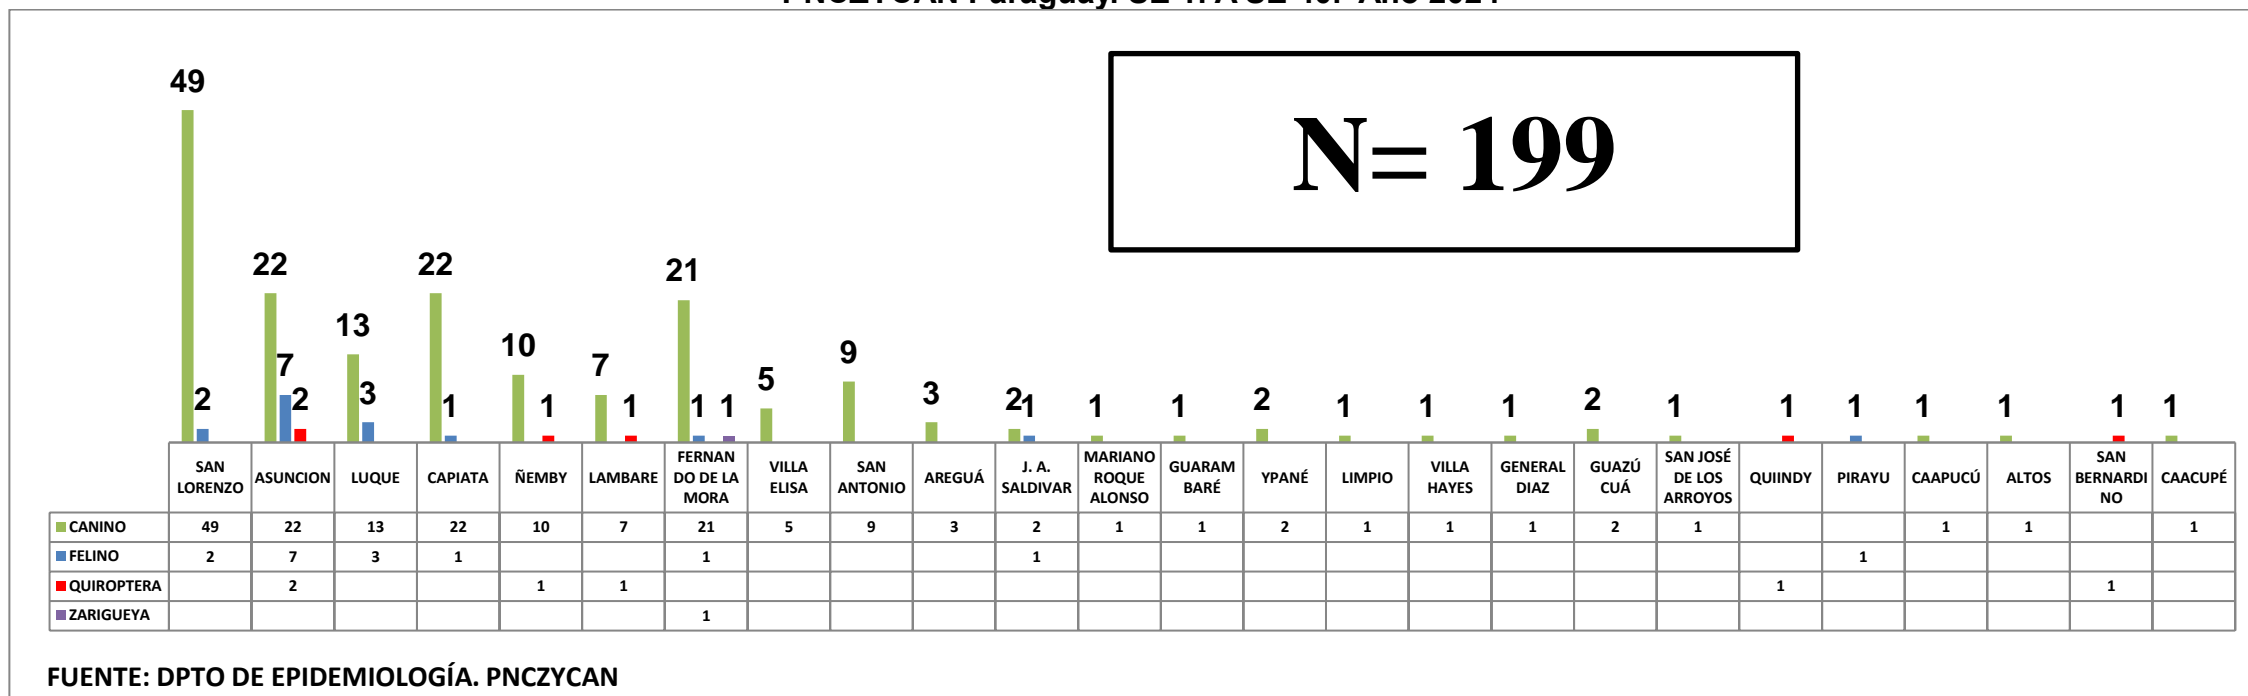 49
22
22
13
21
10
7
7
5
9
3
2
2
3
1
1
1
1
1
2
1
1
1
2
1
1
1
2
1
1
1
1
1
1
1
N= 199
SAN LORENZO
ASUNCION
LUQUE
CAPIATA
ÑEMBY
LAMBARE
FERNAN DO DE LA MORA
VILLA ELISA
SAN ANTONIO
AREGUÁ
J. A. SALDIVAR
MARIANO ROQUE ALONSO
GUARAM BARÉ
YPANÉ
LIMPIO
VILLA HAYES
GENERAL DIAZ
GUAZÚ CUÁ
SAN JOSÉ DE LOS ARROYOS
QUIINDY
PIRAYU
CAAPUCÚ
ALTOS
SAN BERNARDI NO
CAACUPÉ
CANINO 49 22 13 22 10 7 21 5 9 3 2 1 1 2 1 1 1 2 1 1 1 1
FELINO 2 7 3 1 1 1 1
QUIROPTERA 2 1 1 1 1
ZARIGUEYA 1
FUENTE: DPTO DE EPIDEMIOLOGÍA. PNCZYCAN